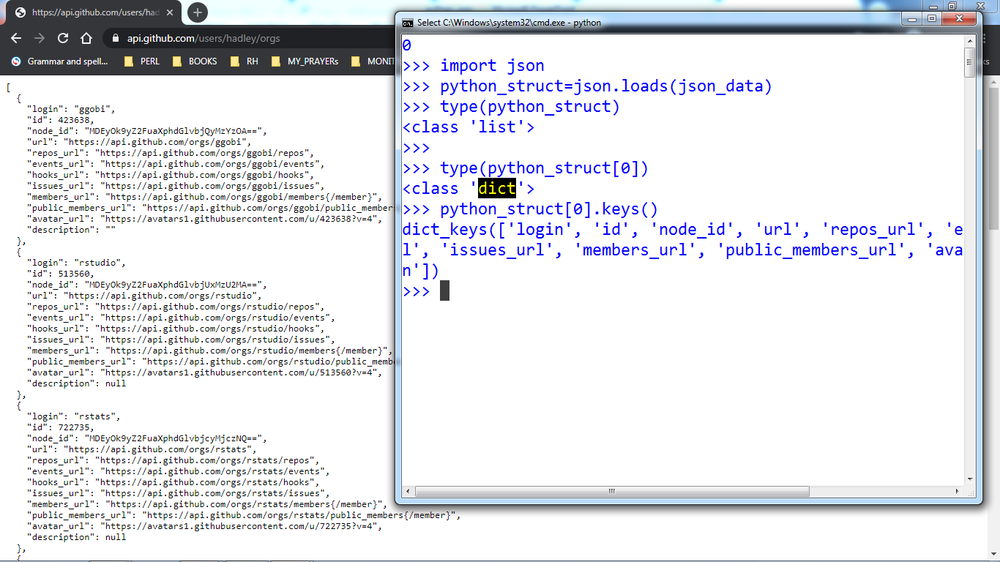 https://api.github.com/users/had
api.github.com/users/hadley/orgs
Grammar and spell... PERL BOOKS RH MY_PRAYERs MONIT
[
{
"login": "ggobi",
"id": 423638,
"node_id": "MDEyOk9yZ2FuaXphdGlvbjQyMzYzOA==",
"url": "https://api.github.com/orgs/ggobi",
"repos_url": "https://api.github.com/orgs/ggobi/repos",
"events_url": "https://api.github.com/orgs/ggobi/events",
"hooks_url": "https://api.github.com/orgs/ggobi/hooks",
"issues_url": "https://api.github.com/orgs/ggobi/issues",
"members_url": "https://api.github.com/orgs/ggobi/members{/member}",
"public_members_url": "https://api.github.com/orgs/ggobi/public_members
"avatar_url": "https://avatars1.githubusercontent.com/u/423638?v=4",
"description": ""
},
{
"login": "rstudio",
"id": 513560,
"node_id": "MDEyOk9yZ2FuaXphdGlvbjUxMzU2MA==",
"url": "https://api.github.com/orgs/rstudio",
"repos_url": "https://api.github.com/orgs/rstudio/repos",
"events_url": "https://api.github.com/orgs/rstudio/events",
"hooks_url": "https://api.github.com/orgs/rstudio/hooks",
"issues_url": "https://api.github.com/orgs/rstudio/issues",
"members_url": "https://api.github.com/orgs/rstudio/members{/member}",
"public_members_url": "https://api.github.com/orgs/rstudio/public_membe
"avatar_url": "https://avatars1.githubusercontent.com/u/513560?v=4",
"description": null
},
{
"login": "rstats",
"id": 722735,
"node_id": "MDEyOk9yZ2FuaXphdGlvbjcyMjczNQ==",
"url": "https://api.github.com/orgs/rstats",
"repos_url": "https://api.github.com/orgs/rstats/repos",
"events_url": "https://api.github.com/orgs/rstats/events",
"hooks_url": "https://api.github.com/orgs/rstats/hooks",
"issues_url": "https://api.github.com/orgs/rstats/issues",
"members_url": "https://api.github.com/orgs/rstats/members{/member}",
"public_members_url": "https://api.github.com/orgs/rstats/public_members{/member}",
"avatar_url": "https://avatars1.githubusercontent.com/u/722735?v=4",
"description": null
},
{
Select C:\Windows\system32\cmd.exe - python
0
>>> import json
>>> python_struct=json.loads(json_data)
>>> type(python_struct)
<class 'list'>
>>>
>>> type(python_struct[0])
<class 'dict'>
>>> python_struct[0].keys()
dict_keys(['login', 'id', 'node_id', 'url', 'repos_url', 'e
l', 'issues_url', 'members_url', 'public_members_url', 'ava
n'])
>>>